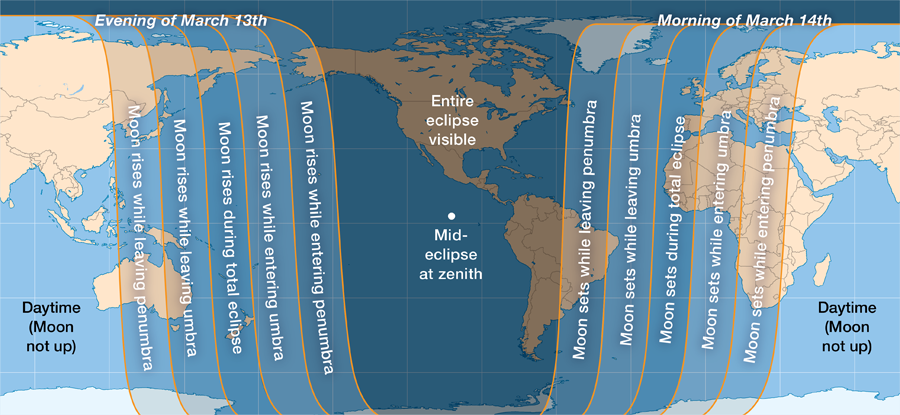 Evening of March 13th
Morning of March 14th
Moon rises while leaving penumbra
Moon rises while leaving umbra
Moon rises during total eclipse
Moon rises while entering umbra
Moon rises while entering penumbra
Entire
eclipse
visible
Mid-
eclipse
at zenith
Moon sets while leaving penumbra
Moon sets while leaving umbra
Moon sets during total eclipse
Moon sets while entering umbra
Moon sets while entering penumbra
Daytime
(Moon
not up)
Daytime
(Moon
not up)